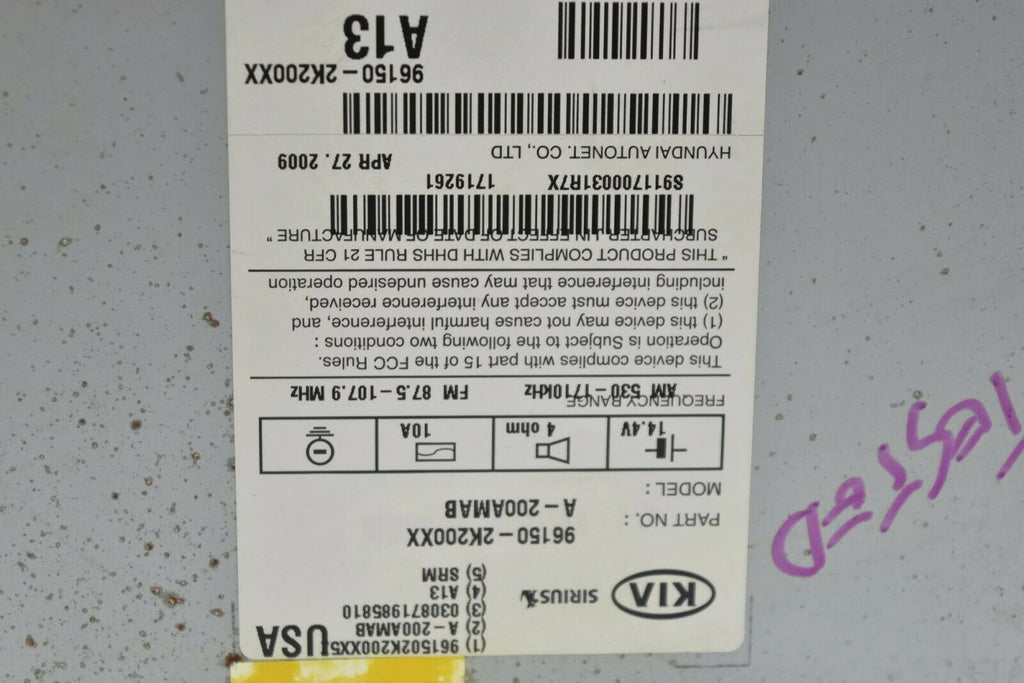 (1) 961502K200XX5
(2) A-200AMAB
(3) 030871985810
(4) A13
(5) SRM
USA
KIA SIRIUS
PART NO. : 96150-2K200XX
MODEL : A-200AMAB
14.4V 4 ohm 10A
FREQUENCY RANGE
AM 530-1710kHz FM 87.5-107.9 MHz
This device complies with part 15 of the FCC Rules.
Operation is Subject to the following two conditions :
(1) this device may not cause harmful interference, and
(2) this device must accept any interference received,
including interference that may cause undesired operation
" THIS PRODUCT COMPLIES WITH DHHS RULE 21 CFR
SUBCHAPTER J IN EFFECT OF DATE OF MANUFACTURE "
S911700031R7X 1719261
HYUNDAI AUTONET. CO., LTD APR 27. 2009
96150-2K200XX
A13
TESTED